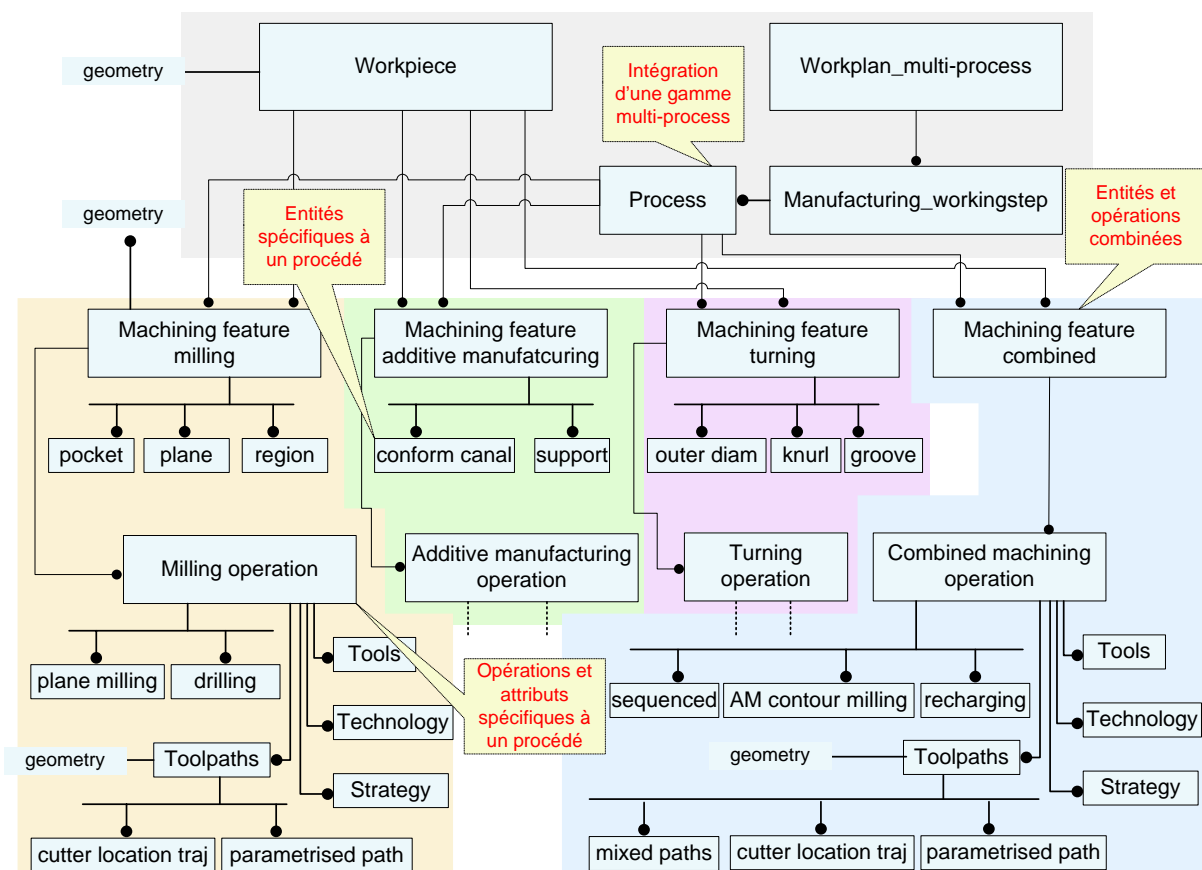 geometry
Workpiece
Intégration
d'une gamme
multi-process
Workplan_multi-process
geometry
Entités
spécifiques à
un procédé
Process
Manufacturing_workingstep
Entités et
opérations
combinées
Machining feature
milling
Machining feature
additive manufatcuring
Machining feature
turning
Machining feature
combined
pocket
plane
region
conform canal
support
outer diam
knurl
groove
Milling operation
Additive manufacturing
operation
Turning
operation
Combined machining
operation
plane milling
drilling
Tools
Technology
Toolpaths
geometry
Strategy
cutter location traj
parametrised path
Opérations et
attributs
spécifiques à
un procédé
sequenced
AM contour milling
recharging
Tools
Technology
geometry
Toolpaths
Strategy
mixed paths
cutter location traj
parametrised path